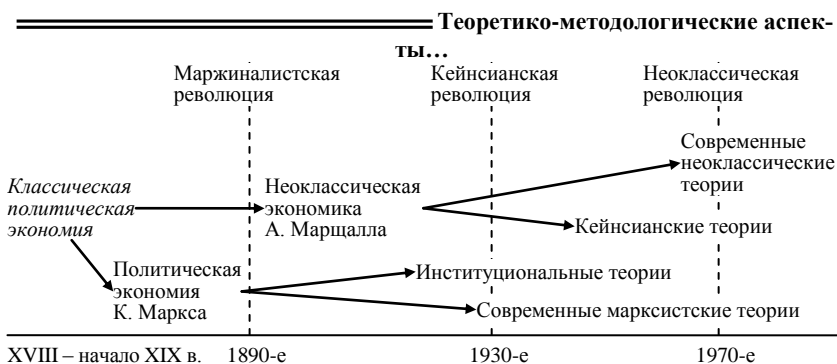 Теоретико-методологические аспек-
ты…
Маржиналистская
революция
Кейнсианская
революция
Неоклассическая
революция
Современные
неоклассические
теории
Классическая
политическая
экономия
Неоклассическая
экономика
А. Марщалла
Кейнсианские теории
Политическая
экономия
К. Маркса
Институциональные теории
Современные марксистские теории
XVIII – начало XIX в.
1890-е
1930-е
1970-е